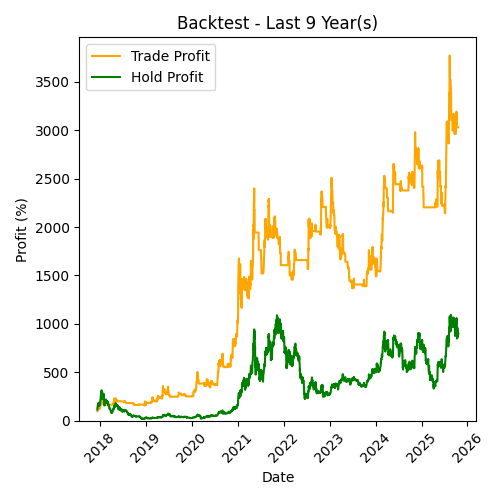 Backtest - Last 9 Year(s)
Trade Profit
Hold Profit
Profit (%)
3500
3000
2500
2000
1500
1000
500
0
2018 2019 2020 2021 2022 2023 2024 2025 2026
Date